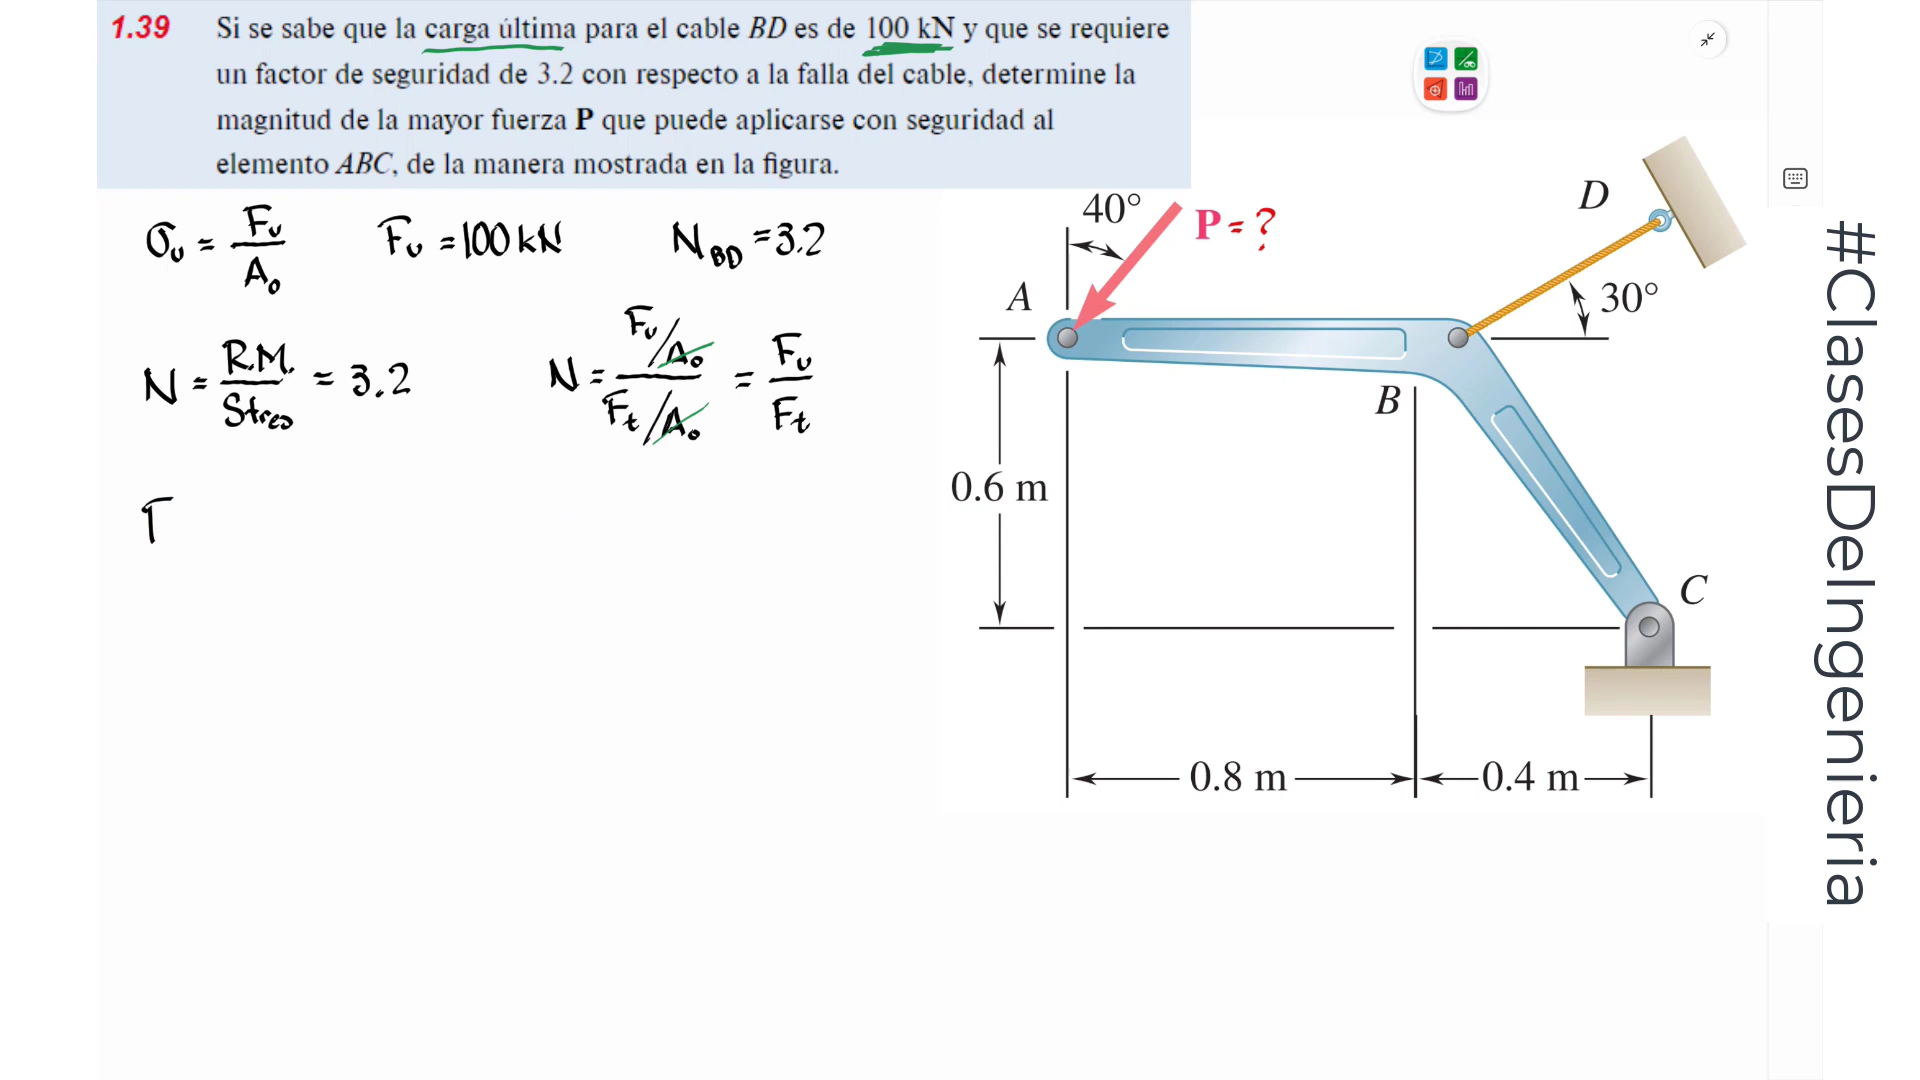 1.39 Si se sabe que la carga última para el cable BD es de 100 kN y que se requiere
un factor de seguridad de 3.2 con respecto a la falla del cable, determine la
magnitud de la mayor fuerza P que puede aplicarse con seguridad al
elemento ABC, de la manera mostrada en la figura.
σu = Fu/Ao   Fu = 100 kN   N BD = 3.2
N = R.M./Stres = 3.2   N = Fu/Ao / Ft/Ao = Fu/Ft
40°
P = ?
D
A
30°
B
0.6 m
C
0.8 m
0.4 m
#ClasesDeIngenieria